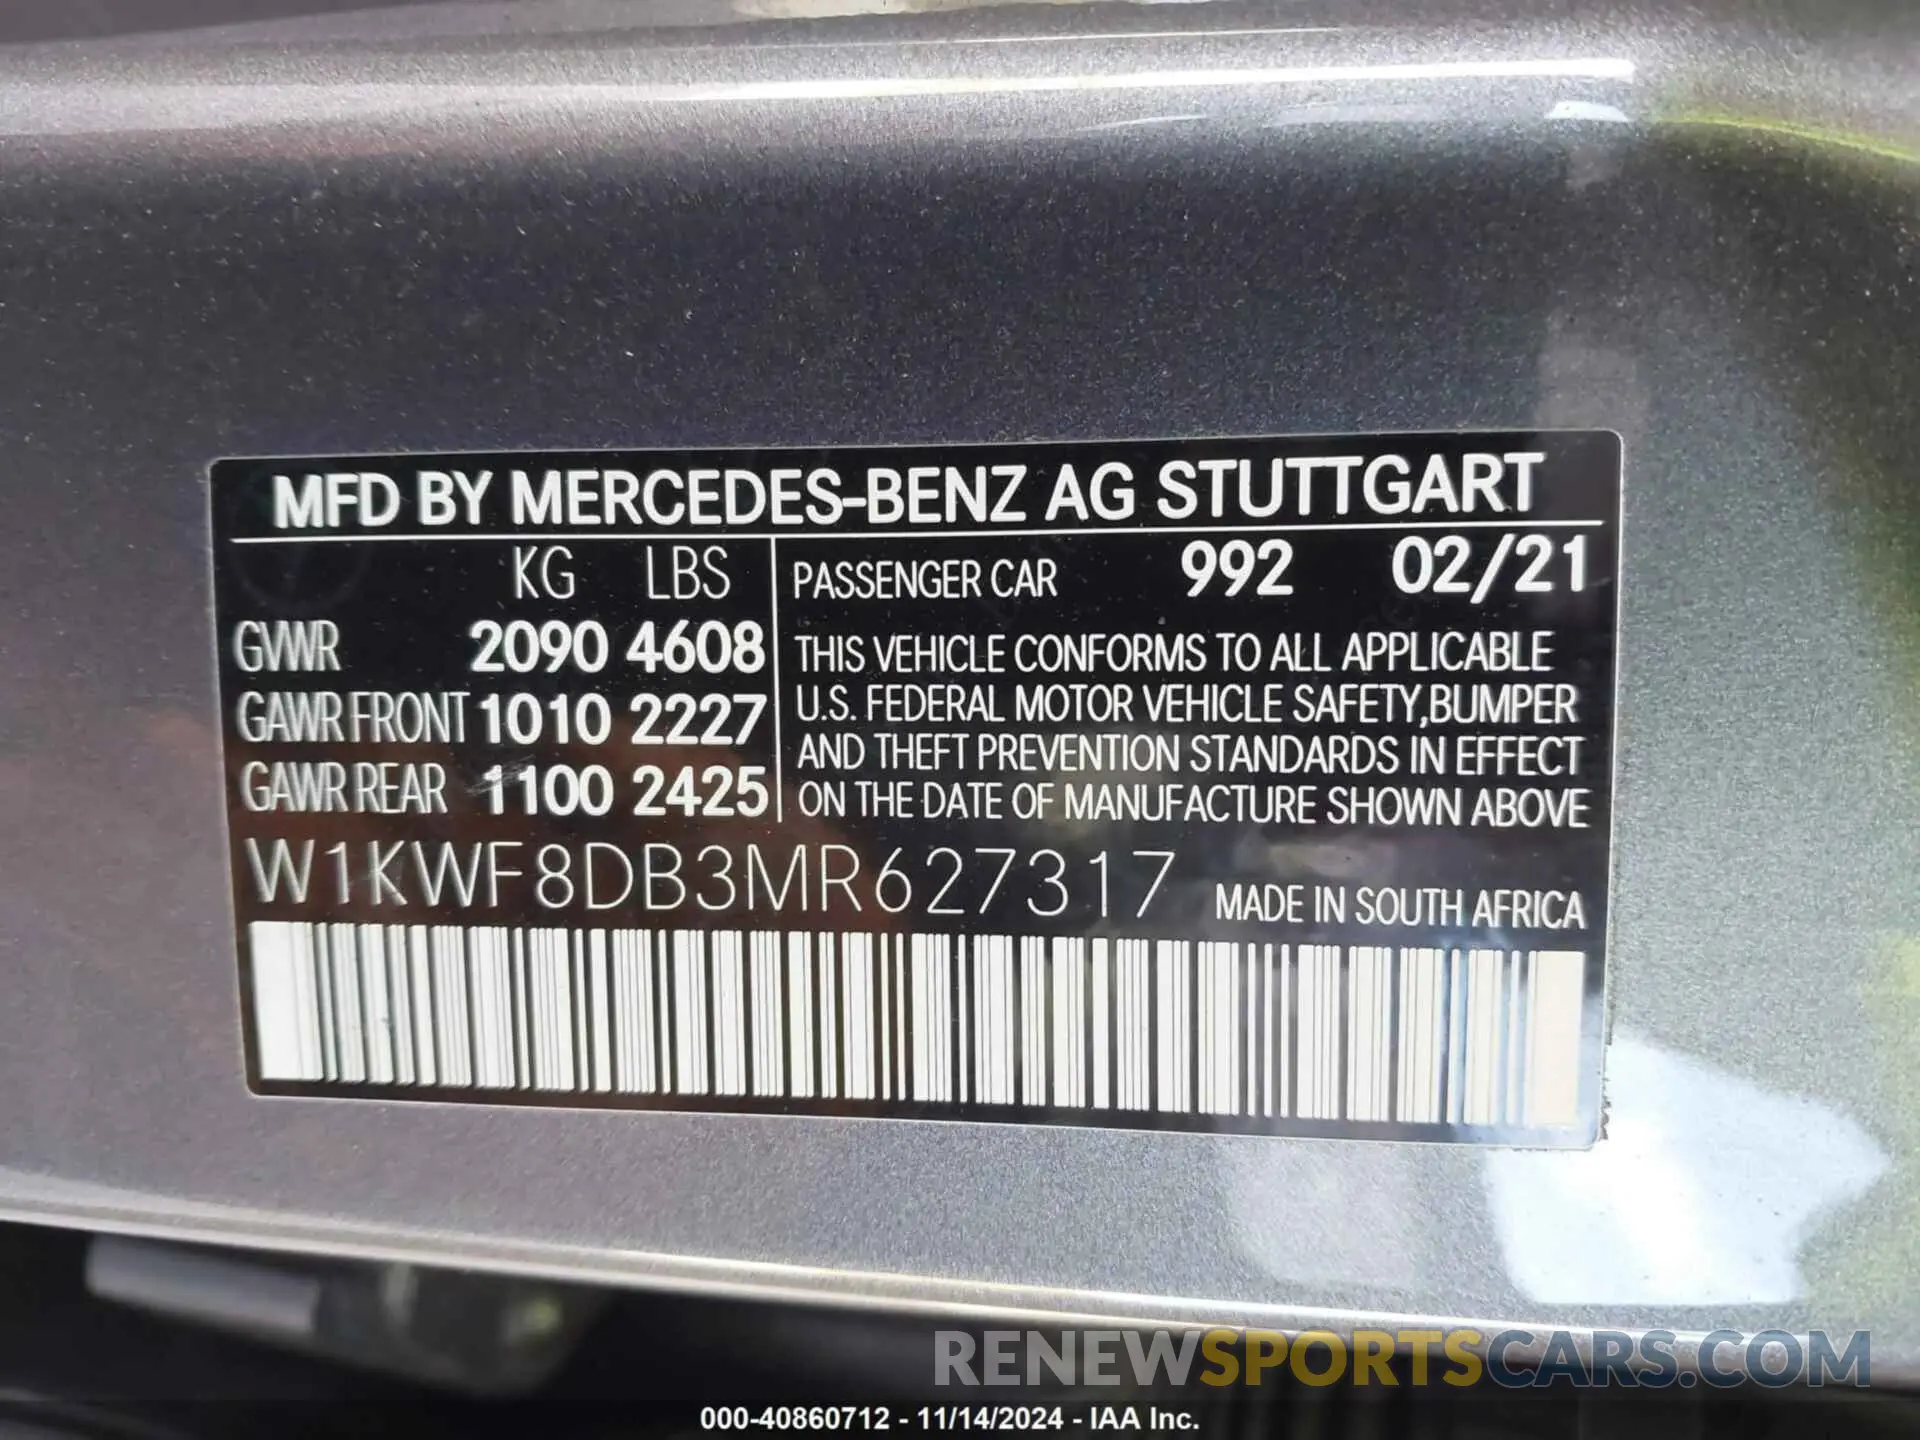 MFD BY MERCEDES-BENZ AG STUTTGART
KG LBS
GVWR 2090 4608
GAWR FRONT 1010 2227
GAWR REAR 1100 2425
PASSENGER CAR 992 02/21
THIS VEHICLE CONFORMS TO ALL APPLICABLE
U.S. FEDERAL MOTOR VEHICLE SAFETY,BUMPER
AND THEFT PREVENTION STANDARDS IN EFFECT
ON THE DATE OF MANUFACTURE SHOWN ABOVE
W1KWF8DB3MR627317 MADE IN SOUTH AFRICA
RENEWSPORTSCARS.COM
000-40860712 - 11/14/2024 - IAA Inc.